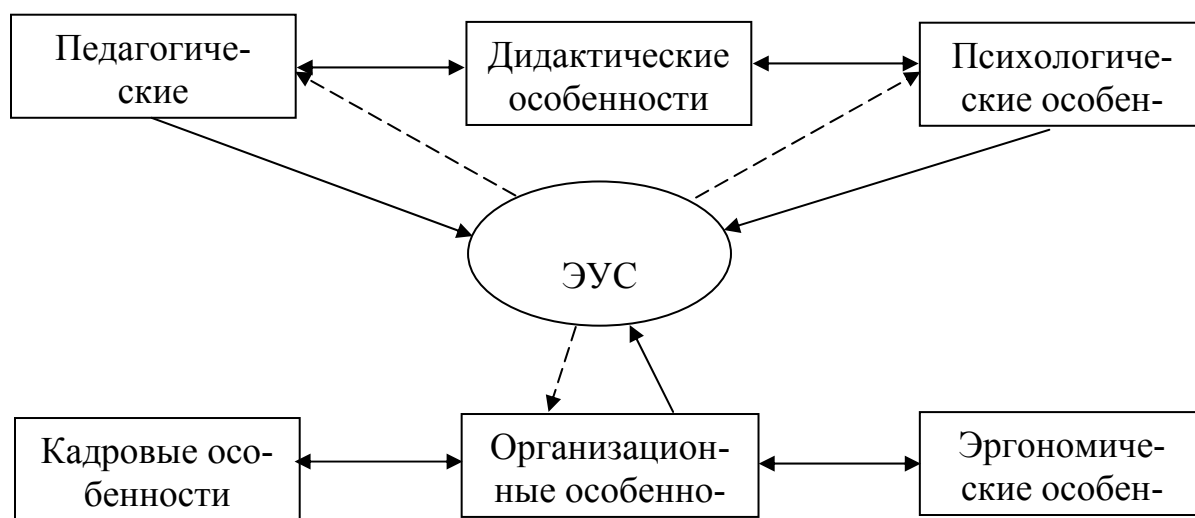 Педагогиче-
ские
Дидактические
особенности
Психологиче-
ские особен-
ЭУС
Кадровые осо-
бенности
Организацион-
ные особенно-
Эргономиче-
ские особен-